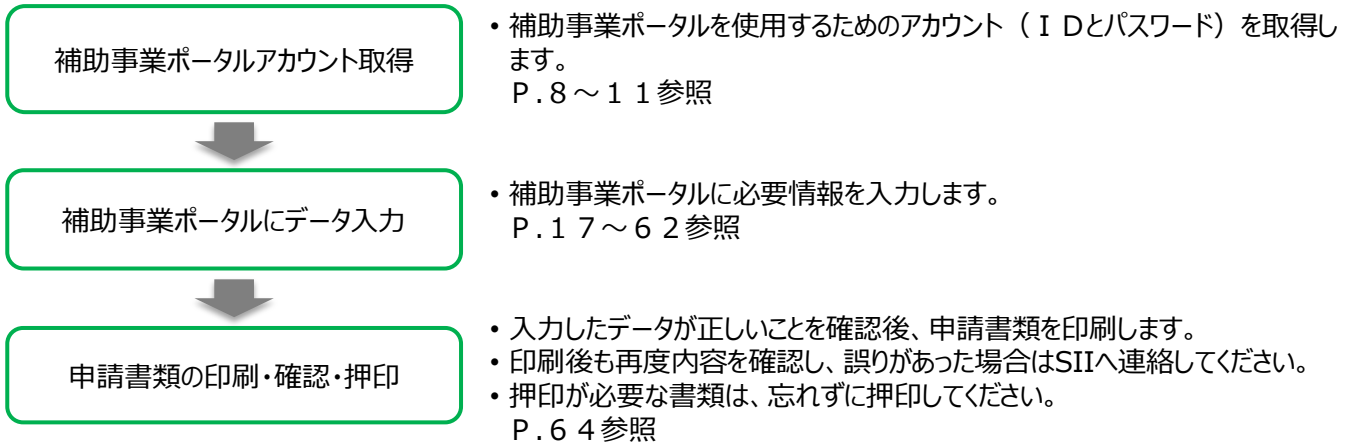 補助事業ポータルアカウント取得
• 補助事業ポータルを使用するためのアカウント（ＩＤとパスワード）を取得し
ます。
Ｐ.８～１１参照
補助事業ポータルにデータ入力
• 補助事業ポータルに必要情報を入力します。
Ｐ.１７～６２参照
申請書類の印刷・確認・押印
• 入力したデータが正しいことを確認後、申請書類を印刷します。
• 印刷後も再度内容を確認し、誤りがあった場合はSIIへ連絡してください。
• 押印が必要な書類は、忘れずに押印してください。
Ｐ.６４参照